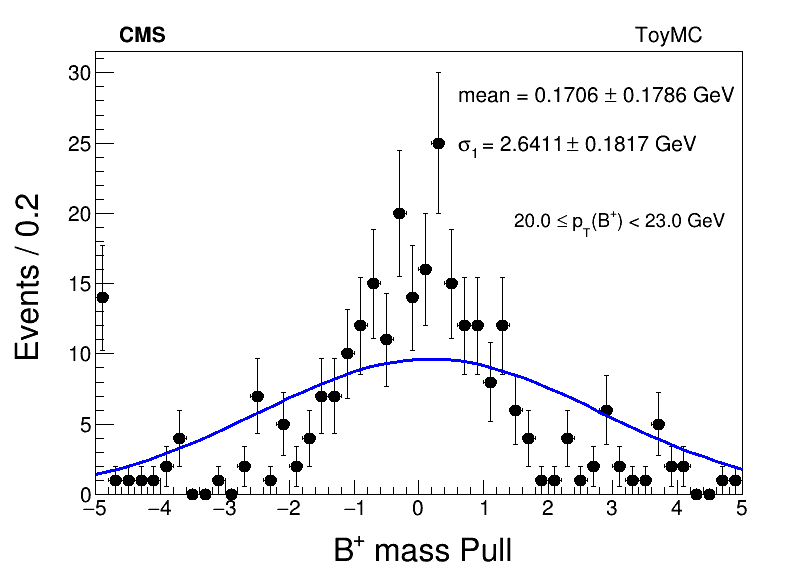 CMS ToyMC
mean = 0.1706 ± 0.1786 GeV
σ₁ = 2.6411 ± 0.1817 GeV
20.0 ≤ p_T(B⁺) < 23.0 GeV
Events / 0.2
30
25
20
15
10
5
0
−5 −4 −3 −2 −1 0 1 2 3 4 5
B⁺ mass Pull